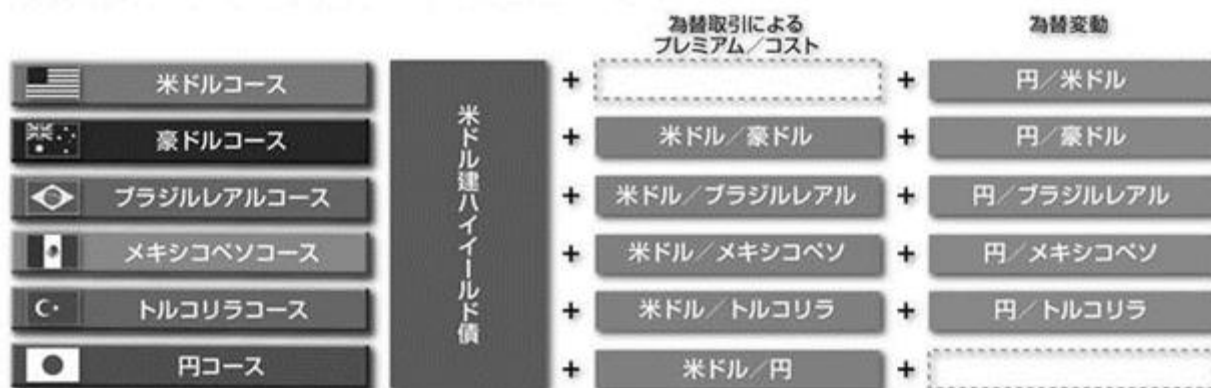 為替取引による
プレミアム／コスト
為替変動
米ドルコース
米ドル建ハイイールド債
+
+
円／米ドル
豪ドルコース
+
米ドル／豪ドル
+
円／豪ドル
ブラジルレアルコース
+
米ドル／ブラジルレアル
+
円／ブラジルレアル
メキシコペソコース
+
米ドル／メキシコペソ
+
円／メキシコペソ
トルコリラコース
+
米ドル／トルコリラ
+
円／トルコリラ
円コース
+
米ドル／円
+